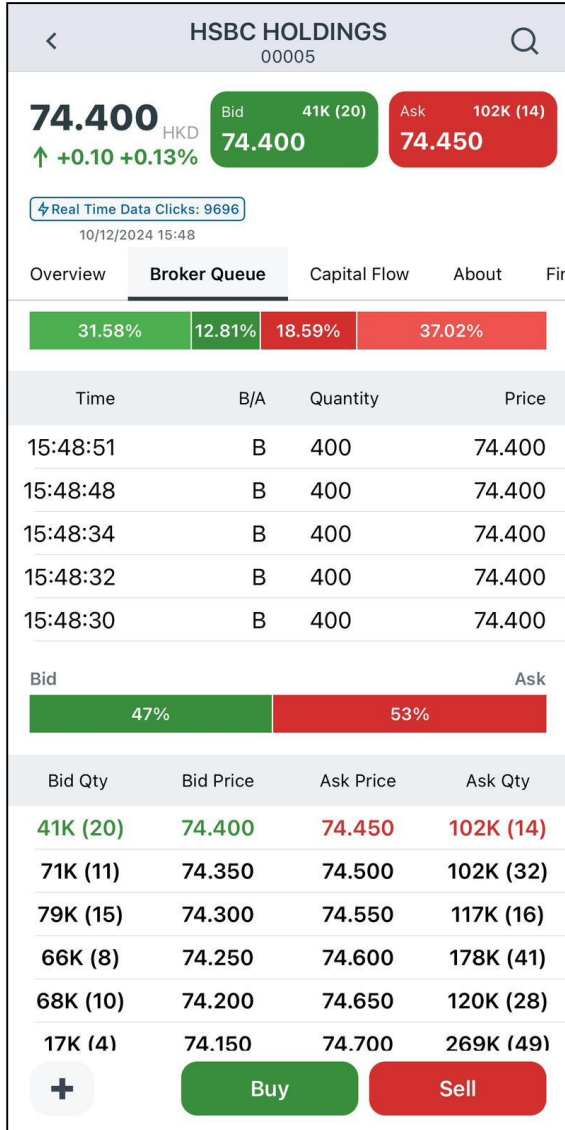 HSBC HOLDINGS
00005
74.400 HKD
+0.10 +0.13%
Bid 41K (20)
74.400
Ask 102K (14)
74.450
Real Time Data Clicks: 9696
10/12/2024 15:48
Overview Broker Queue Capital Flow About Fir
31.58% 12.81% 18.59% 37.02%
Time B/A Quantity Price
15:48:51 B 400 74.400
15:48:48 B 400 74.400
15:48:34 B 400 74.400
15:48:32 B 400 74.400
15:48:30 B 400 74.400
Bid Ask
47% 53%
Bid Qty Bid Price Ask Price Ask Qty
41K (20) 74.400 74.450 102K (14)
71K (11) 74.350 74.500 102K (32)
79K (15) 74.300 74.550 117K (16)
66K (8) 74.250 74.600 178K (41)
68K (10) 74.200 74.650 120K (28)
17K (4) 74.150 74.700 269K (49)
Buy Sell